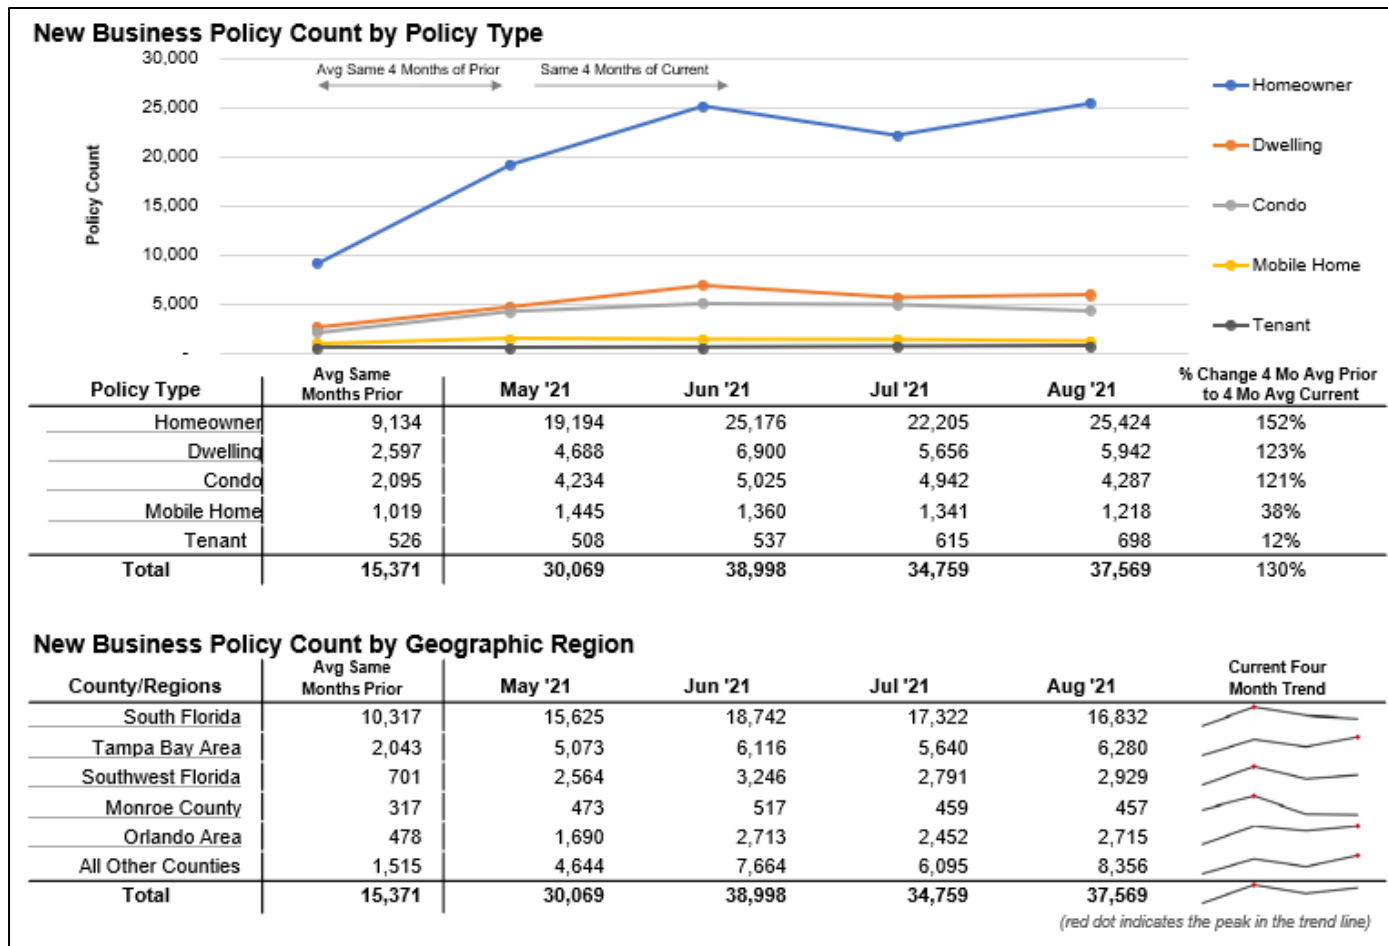 New Business Policy Count by Policy Type
30,000
Avg Same 4 Months of Prior Same 4 Months of Current
25,000
20,000
15,000
10,000
5,000
-
Policy Count
Homeowner
Dwelling
Condo
Mobile Home
Tenant
Policy Type Avg Same Months Prior May '21 Jun '21 Jul '21 Aug '21 % Change 4 Mo Avg Prior to 4 Mo Avg Current
Homeowner 9,134 19,194 25,176 22,205 25,424 152%
Dwelling 2,597 4,688 6,900 5,656 5,942 123%
Condo 2,095 4,234 5,025 4,942 4,287 121%
Mobile Home 1,019 1,445 1,360 1,341 1,218 38%
Tenant 526 508 537 615 698 12%
Total 15,371 30,069 38,998 34,759 37,569 130%
New Business Policy Count by Geographic Region
County/Regions Avg Same Months Prior May '21 Jun '21 Jul '21 Aug '21 Current Four Month Trend
South Florida 10,317 15,625 18,742 17,322 16,832
Tampa Bay Area 2,043 5,073 6,116 5,640 6,280
Southwest Florida 701 2,564 3,246 2,791 2,929
Monroe County 317 473 517 459 457
Orlando Area 478 1,690 2,713 2,452 2,715
All Other Counties 1,515 4,644 7,664 6,095 8,356
Total 15,371 30,069 38,998 34,759 37,569
(red dot indicates the peak in the trend line)